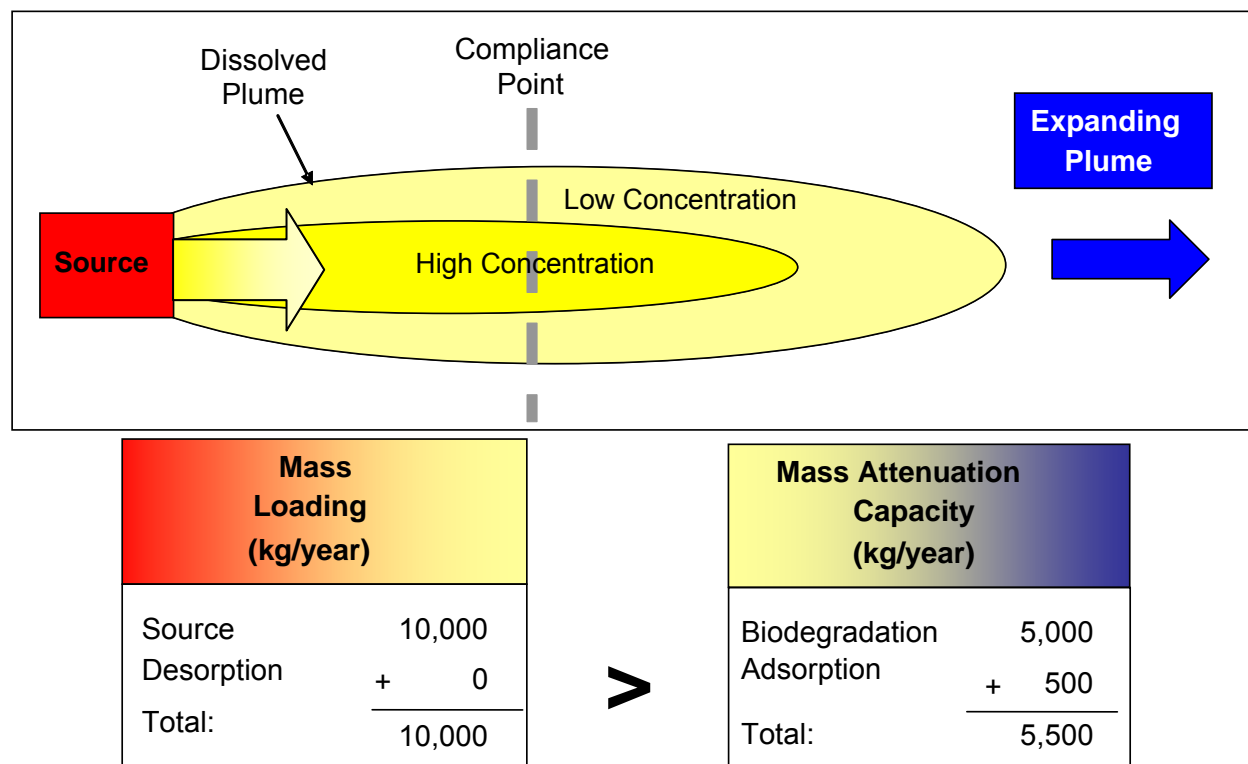 Dissolved
Plume
Compliance
Point
Expanding
Plume
Low Concentration
Source
High Concentration
Mass
Loading
(kg/year)
Source 10,000
Desorption + 0
Total: 10,000
>
Mass Attenuation
Capacity
(kg/year)
Biodegradation 5,000
Adsorption + 500
Total: 5,500